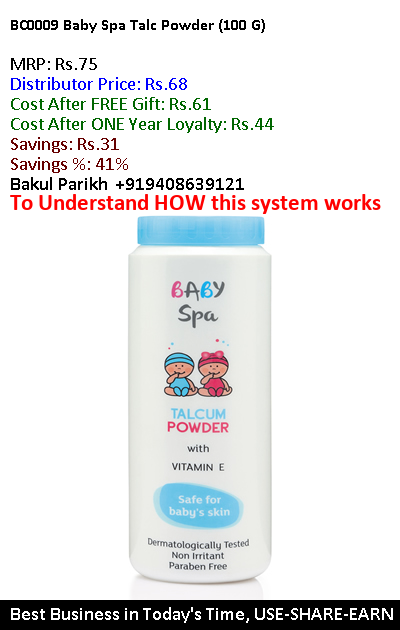 BC0009 Baby Spa Talc Powder (100 G)
MRP: Rs.75
Distributor Price: Rs.68
Cost After FREE Gift: Rs.61
Cost After ONE Year Loyalty: Rs.44
Savings: Rs.31
Savings %: 41%
Bakul Parikh +919408639121
To Understand HOW this system works
BABY
Spa
TALCUM
POWDER
with
VITAMIN E
Safe for
baby's skin
Dermatologically Tested
Non Irritant
Paraben Free
Best Business in Today's Time, USE-SHARE-EARN